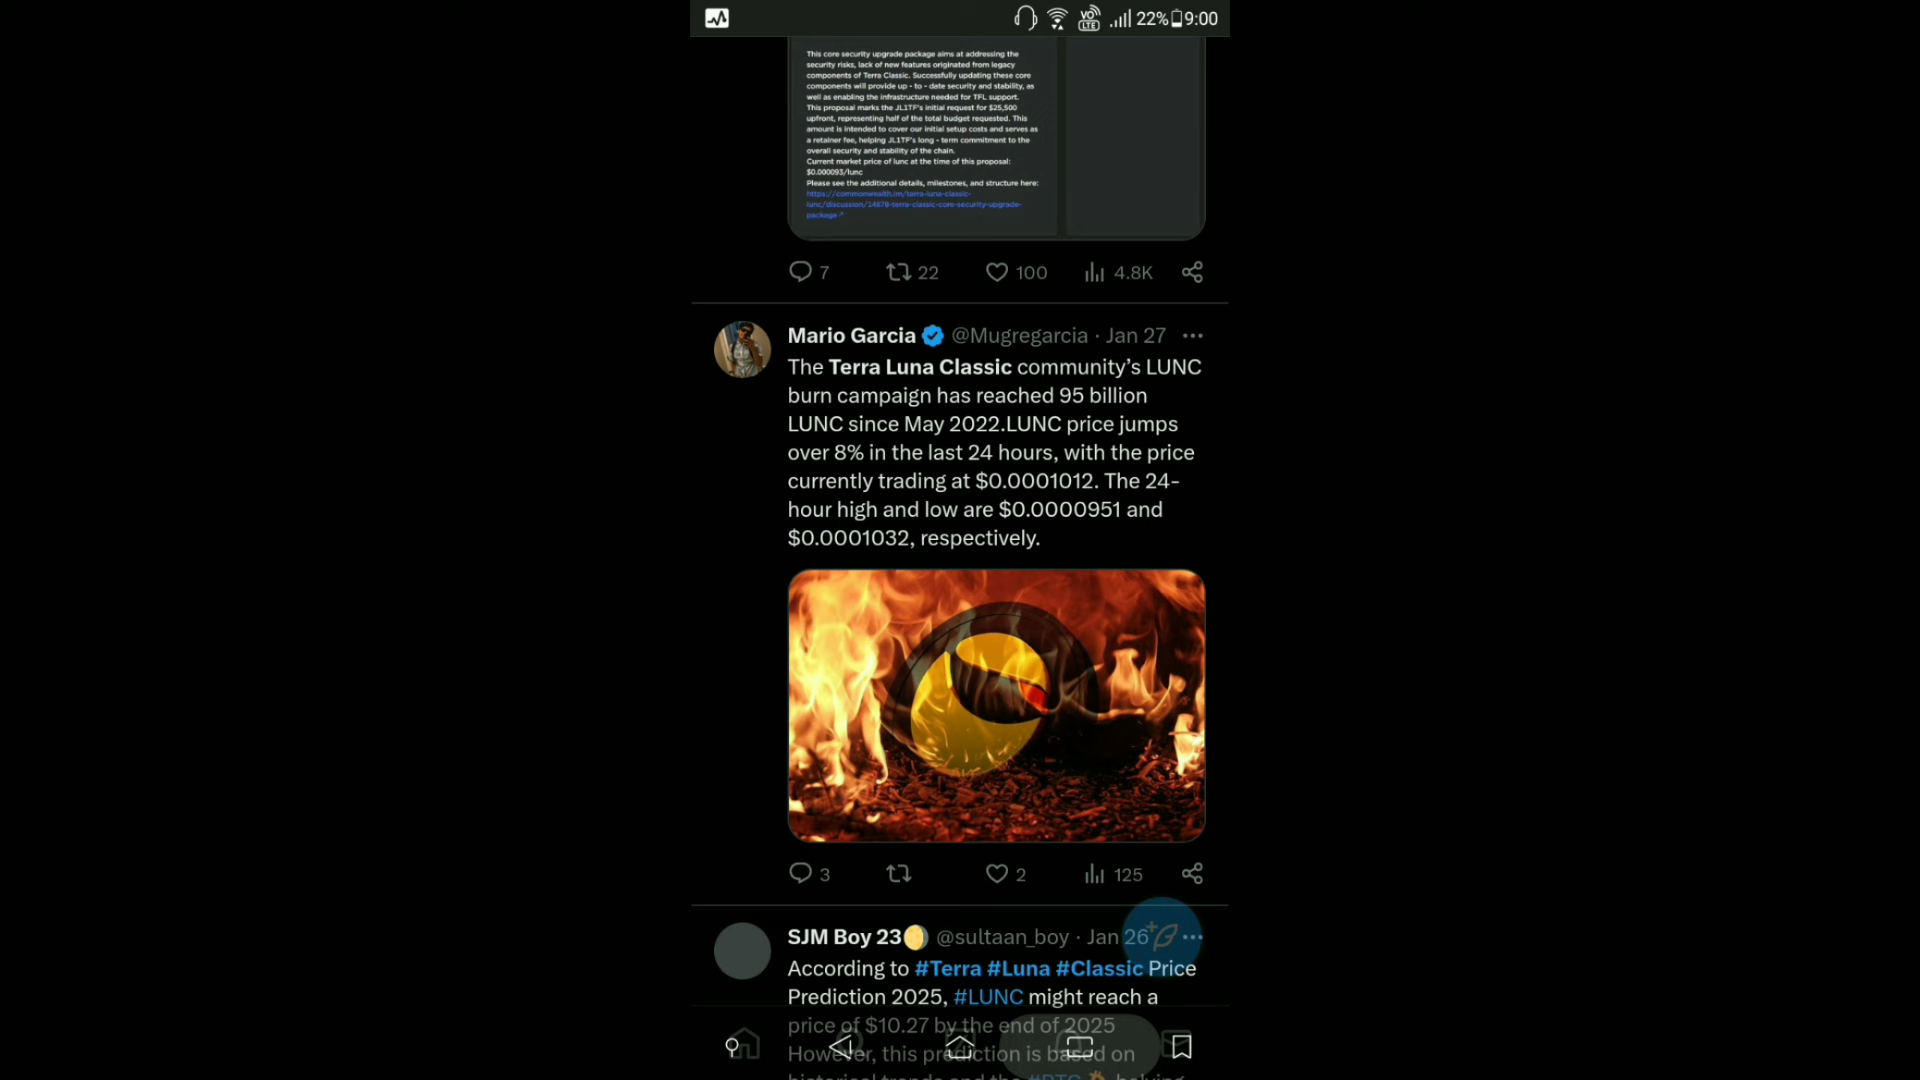 22% 9:00
This core security upgrade package aims at addressing the
security risks, lack of new features originated from legacy
components of Terra Classic. Successfully updating these core
components will provide up - to - date security and stability, as
well as enabling the infrastructure needed for TFL support.
This proposal marks the JL1TF's initial request for $25,500
upfront, representing half of the total budget requested. This
amount is intended to cover our initial setup costs and serves as
a retainer fee, helping JL1TF's long - term commitment to the
overall security and stability of the chain.
Current market price of lunc at the time of this proposal:
$0.000093/lunc
Please see the additional details, milestones, and structure here:
https://commonwealth.im/terra-luna-classic-
lunc/discussion/14878-terra-classic-core-security-upgrade-
package
7 22 100 4.8K
Mario Garcia @Mugregarcia · Jan 27
The Terra Luna Classic community’s LUNC
burn campaign has reached 95 billion
LUNC since May 2022.LUNC price jumps
over 8% in the last 24 hours, with the price
currently trading at $0.0001012. The 24-
hour high and low are $0.0000951 and
$0.0001032, respectively.
3 2 125
SJM Boy 23 @sultaan_boy · Jan 26
According to #Terra #Luna #Classic Price
Prediction 2025, #LUNC might reach a
price of $10.27 by the end of 2025
However, this prediction is based on